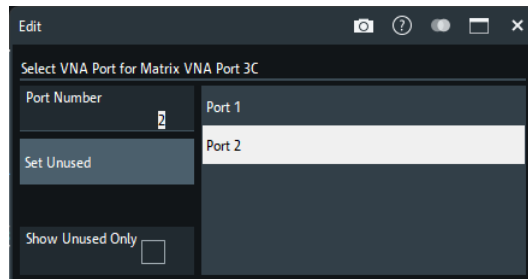 Edit
?
Select VNA Port for Matrix VNA Port 3C
Port Number
2
Port 1
Port 2
Set Unused
Show Unused Only